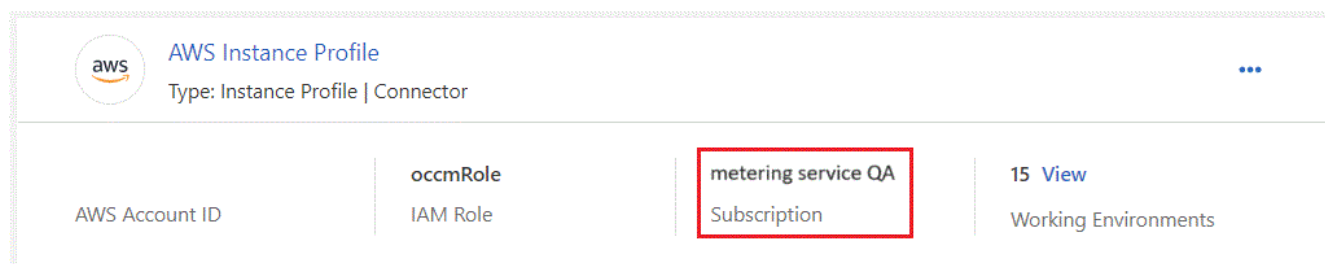 aws
AWS Instance Profile
Type: Instance Profile | Connector
AWS Account ID
occmRole
IAM Role
metering service QA
Subscription
15 View
Working Environments